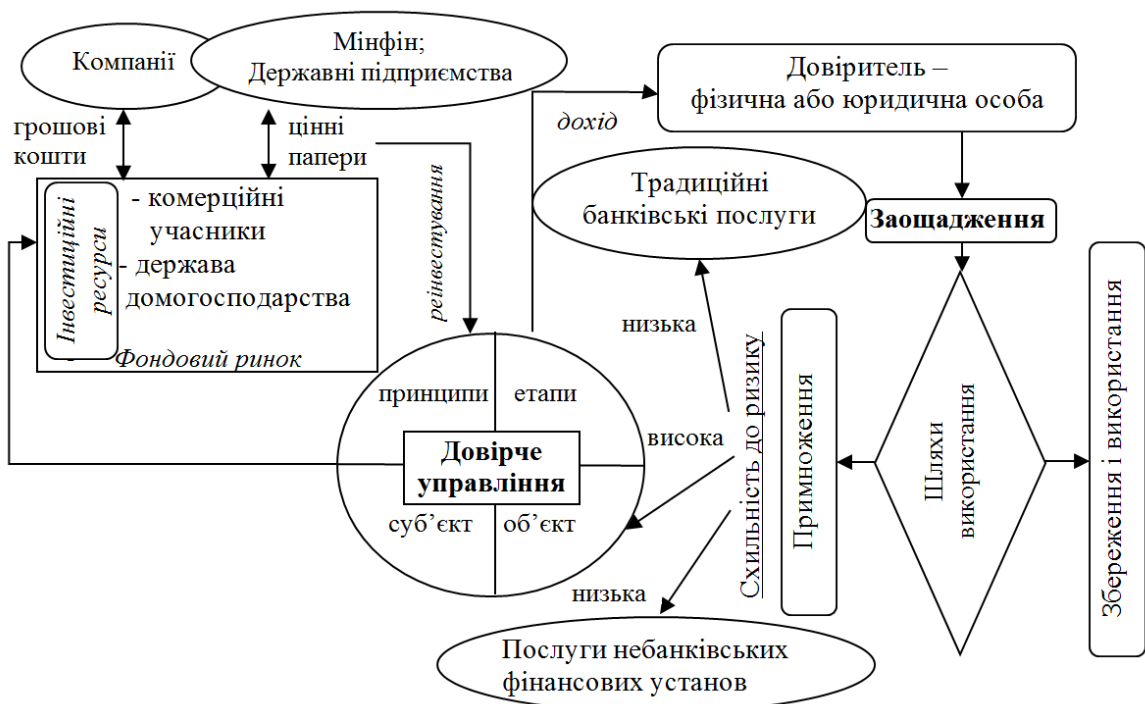 Компанії
Мінфін;
Державні підприємства
Довіритель –
фізична або юридична особа
грошові
кошти
цінні
папери
дохід
Традиційні
банківські послуги
Заощадження
Інвестиційні
ресурси
- комерційні
учасники
- держава
домогосподарства
- Фондовий ринок
реінвестування
низька
принципи
етапи
висока
Довірче
управління
суб’єкт
об’єкт
низька
Схильність до ризику
Примноження
Шляхи
використання
Збереження і використання
Послуги небанківських
фінансових установ